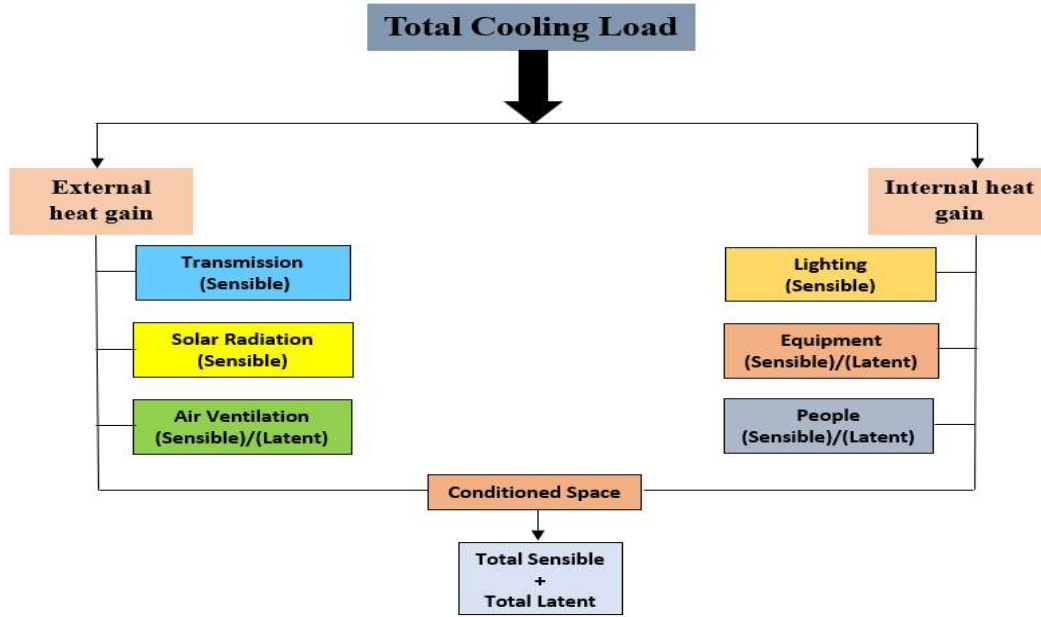 Total Cooling Load
External
heat gain
Transmission
(Sensible)
Solar Radiation
(Sensible)
Air Ventilation
(Sensible)/(Latent)
Internal heat
gain
Lighting
(Sensible)
Equipment
(Sensible)/(Latent)
People
(Sensible)/(Latent)
Conditioned Space
Total Sensible
+
Total Latent